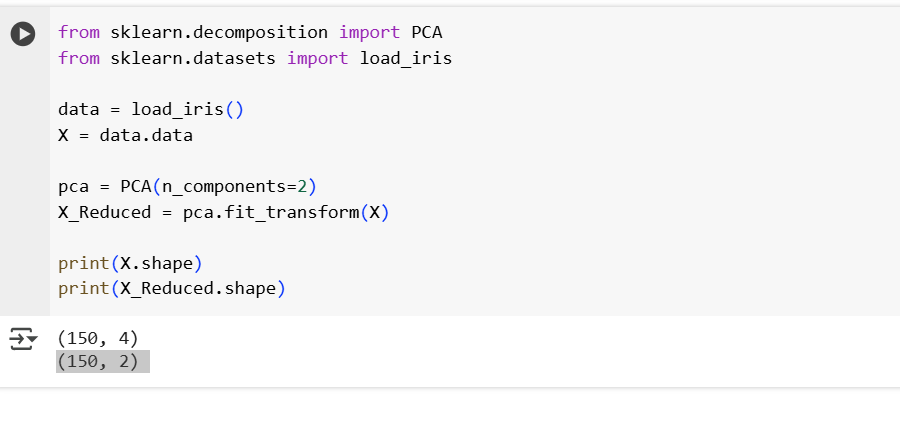 from sklearn.decomposition import PCA
from sklearn.datasets import load_iris
data = load_iris()
X = data.data
pca = PCA(n_components=2)
X_Reduced = pca.fit_transform(X)
print(X.shape)
print(X_Reduced.shape)
(150, 4)
(150, 2)